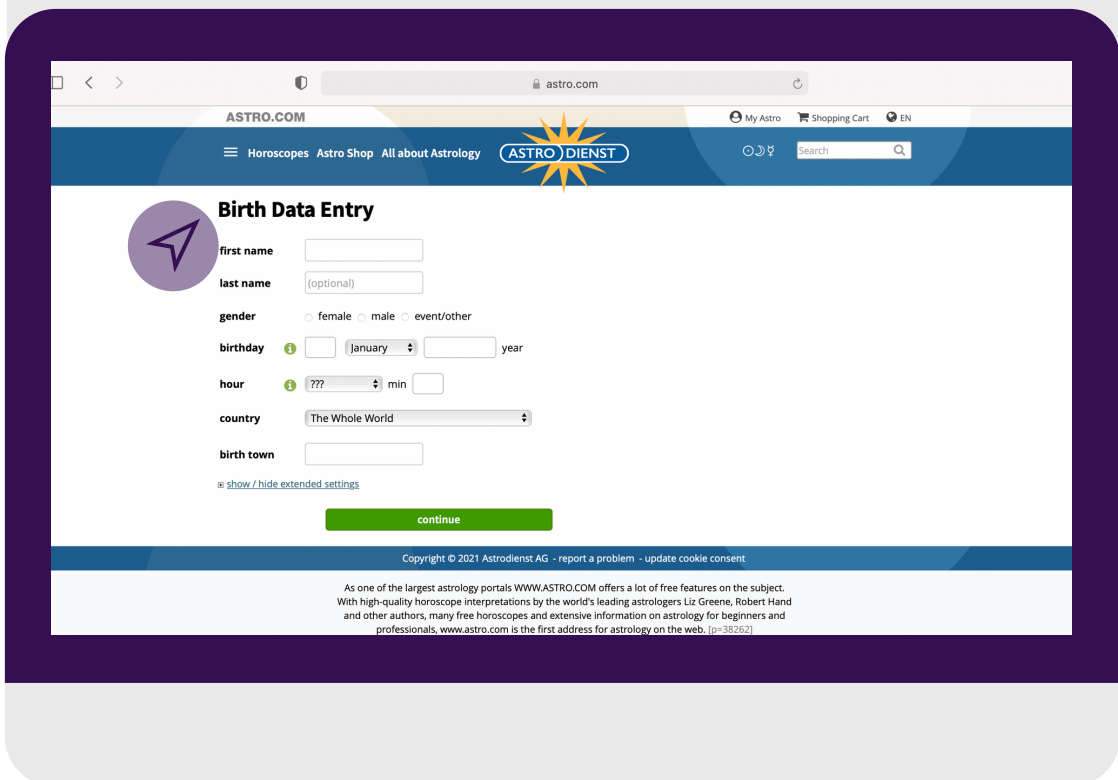 astro.com
ASTRO.COM
My Astro Shopping Cart EN
Horoscopes Astro Shop All about Astrology ASTRO DIENST Search
Birth Data Entry
first name
last name (optional)
gender female male event/other
birthday January year
hour ??? min
country The Whole World
birth town
show / hide extended settings
continue
Copyright © 2021 Astrodienst AG - report a problem - update cookie consent
As one of the largest astrology portals WWW.ASTRO.COM offers a lot of free features on the subject.
With high-quality horoscope interpretations by the world's leading astrologers Liz Greene, Robert Hand
and other authors, many free horoscopes and extensive information on astrology for beginners and
professionals, www.astro.com is the first address for astrology on the web. [p=38262]